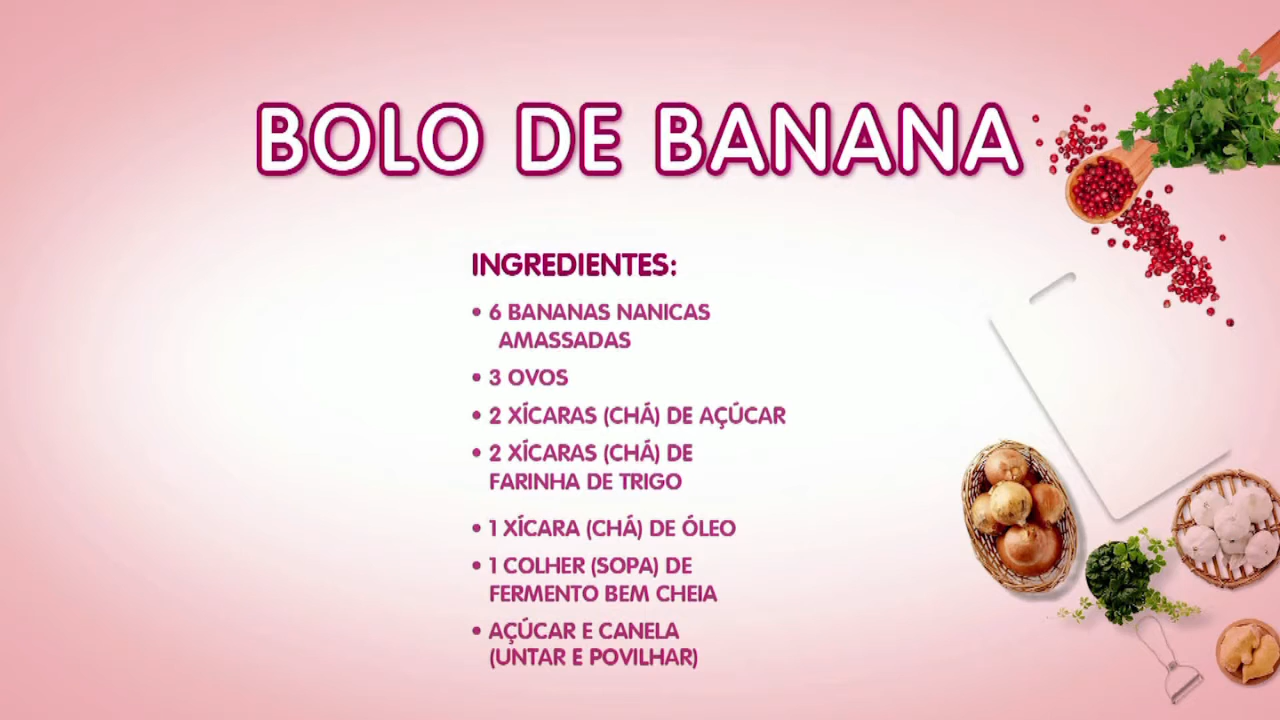 BOLO DE BANANA
INGREDIENTES:
• 6 BANANAS NANICAS
AMASSADAS
• 3 OVOS
• 2 XÍCARAS (CHÁ) DE AÇÚCAR
• 2 XÍCARAS (CHÁ) DE
FARINHA DE TRIGO
• 1 XÍCARA (CHÁ) DE ÓLEO
• 1 COLHER (SOPA) DE
FERMENTO BEM CHEIA
• AÇÚCAR E CANELA
(UNTAR E POVILHAR)